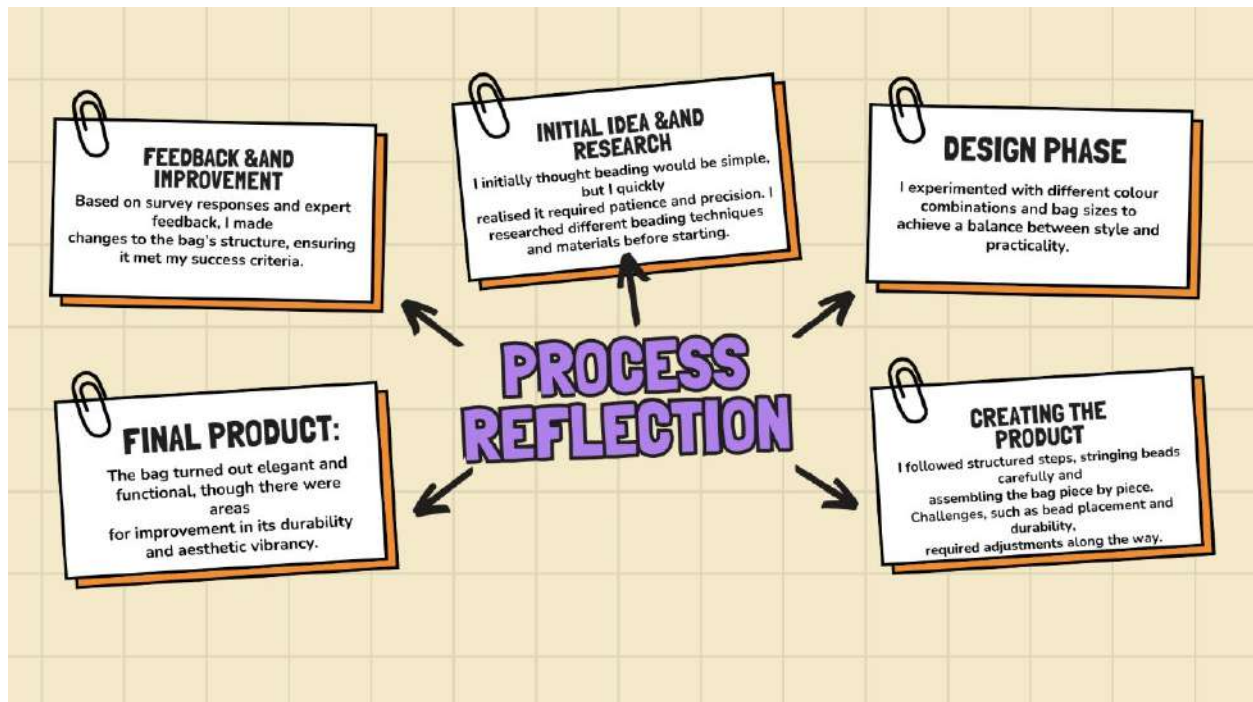 FEEDBACK &AND
IMPROVEMENT
Based on survey responses and expert
feedback, I made
changes to the bag's structure, ensuring
it met my success criteria.
INITIAL IDEA &AND
RESEARCH
I initially thought beading would be simple,
but I quickly
realised it required patience and precision. I
researched different beading techniques
and materials before starting.
DESIGN PHASE
I experimented with different colour
combinations and bag sizes to
achieve a balance between style and
practicality.
PROCESS
REFLECTION
FINAL PRODUCT:
The bag turned out elegant and
functional, though there were
areas
for improvement in its durability
and aesthetic vibrancy.
CREATING THE
PRODUCT
I followed structured steps, stringing beads
carefully and
assembling the bag piece by piece.
Challenges, such as bead placement and
durability,
required adjustments along the way.